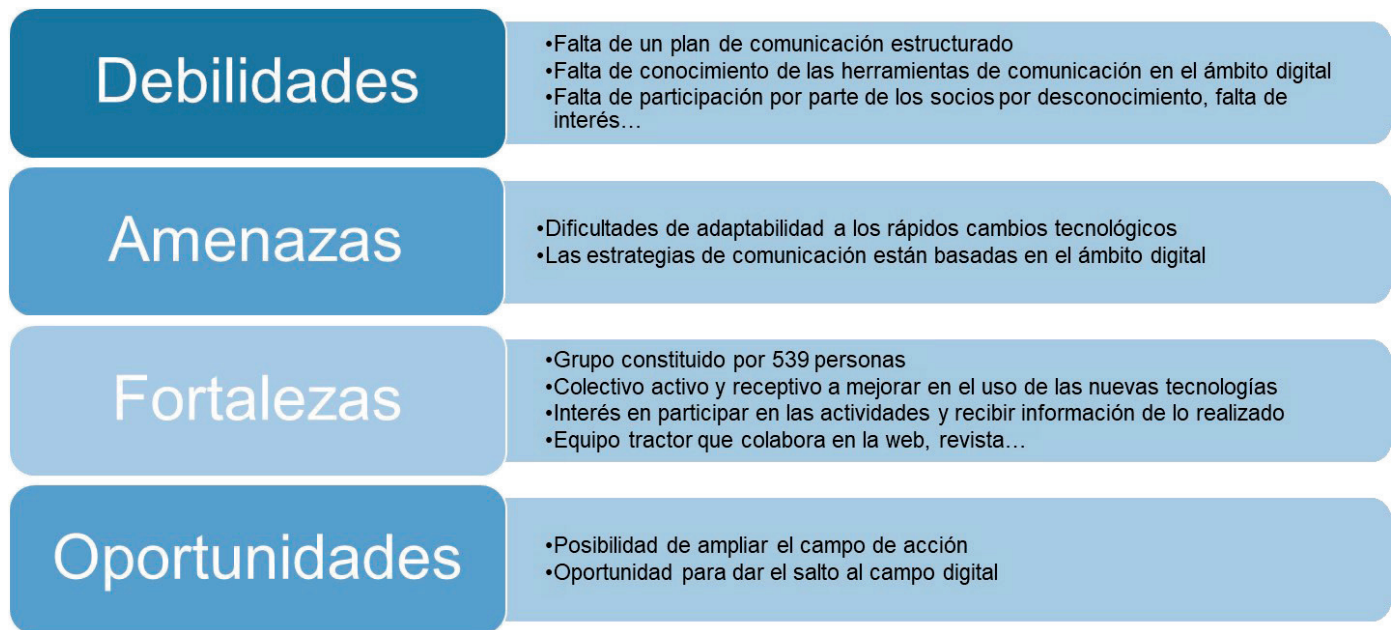 Debilidades
•Falta de un plan de comunicación estructurado
•Falta de conocimiento de las herramientas de comunicación en el ámbito digital
•Falta de participación por parte de los socios por desconocimiento, falta de
interés…
Amenazas
•Dificultades de adaptabilidad a los rápidos cambios tecnológicos
•Las estrategias de comunicación están basadas en el ámbito digital
Fortalezas
•Grupo constituido por 539 personas
•Colectivo activo y receptivo a mejorar en el uso de las nuevas tecnologías
•Interés en participar en las actividades y recibir información de lo realizado
•Equipo tractor que colabora en la web, revista…
Oportunidades
•Posibilidad de ampliar el campo de acción
•Oportunidad para dar el salto al campo digital